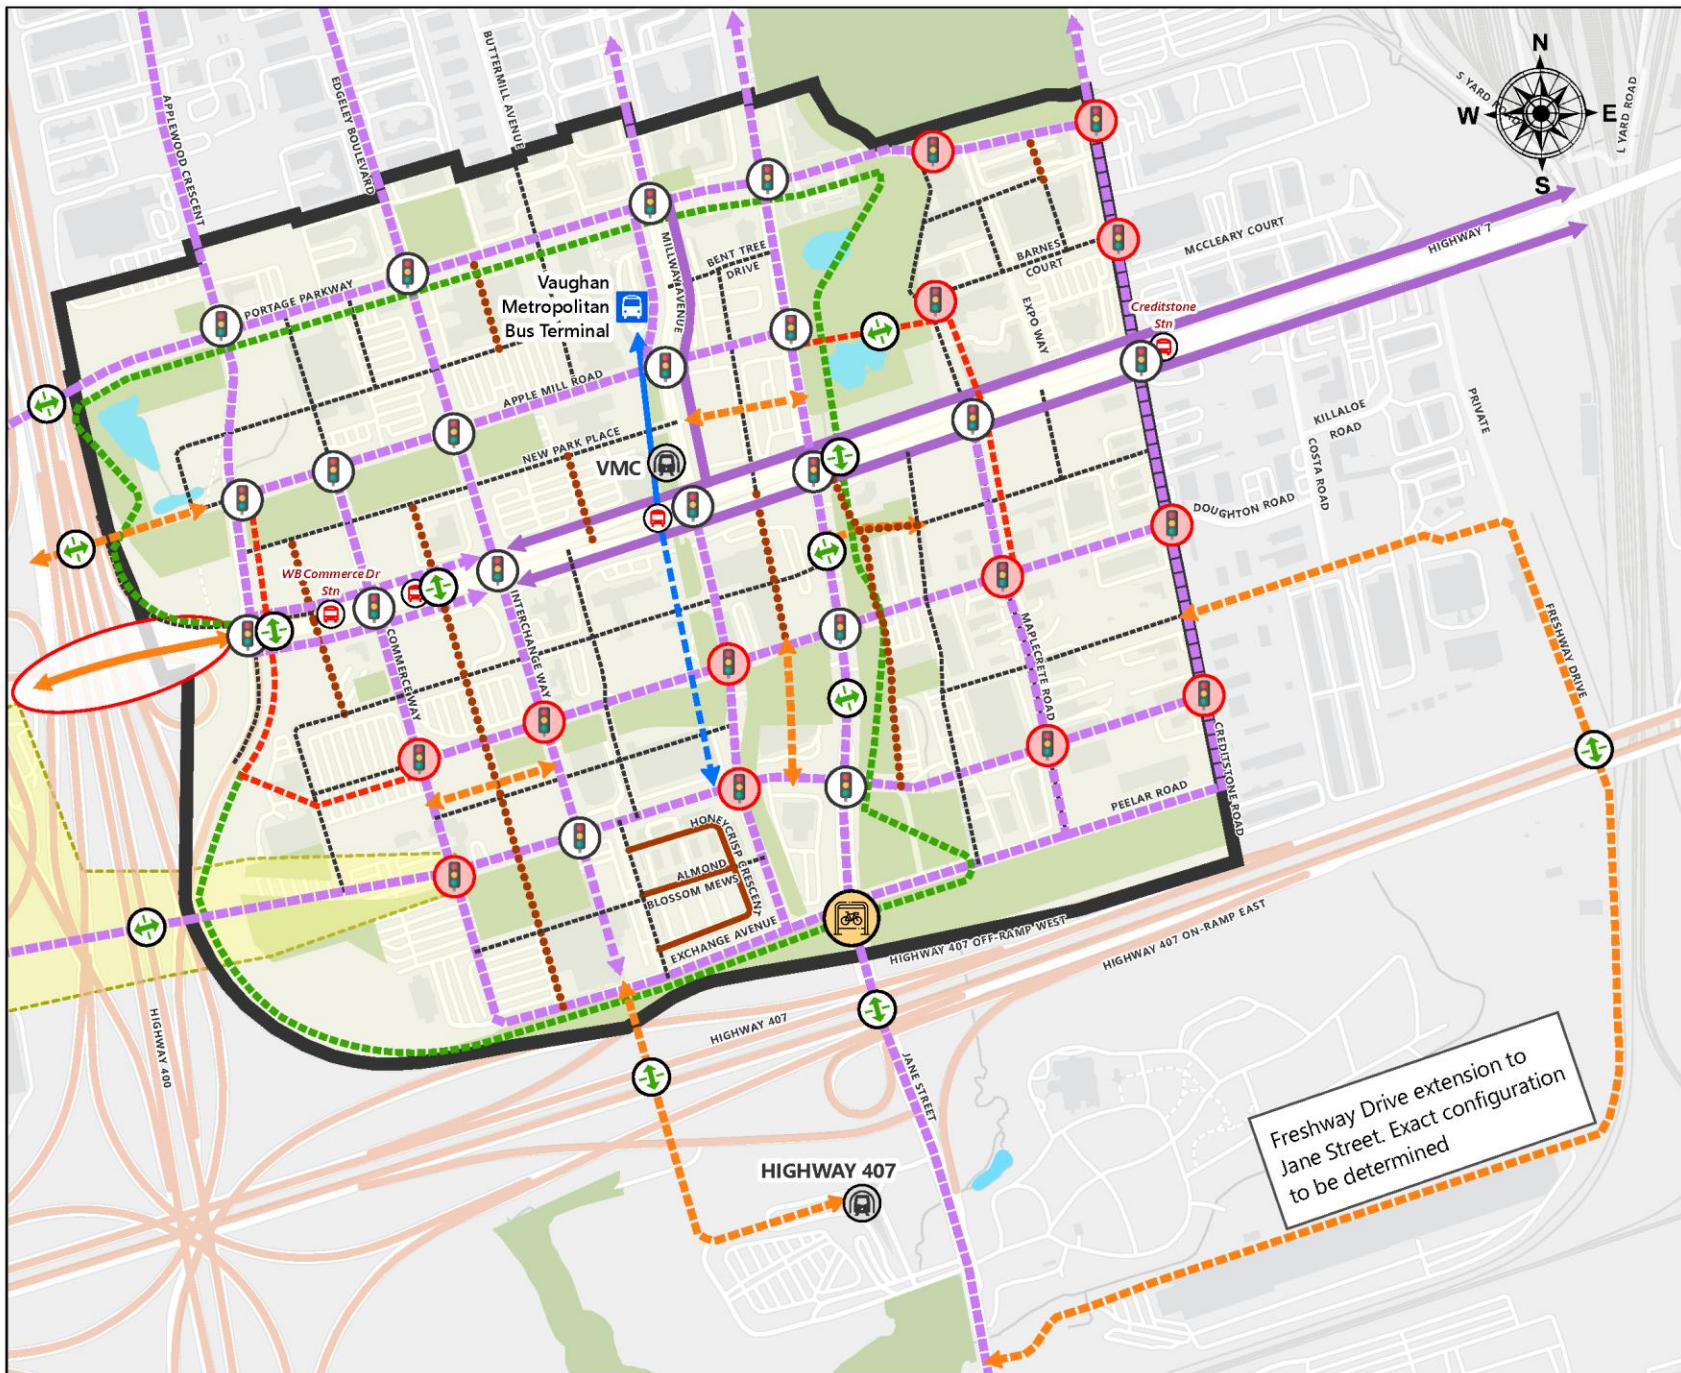 N
W
E
S
S YARD ROAD
L YARD ROAD
APPLEWOOD CRESCENT
EDGELEY BOULEVARD
BUTTERMILL AVENUE
PORTAGE PARKWAY
MILLWAY AVENUE
BENT TREE
DRIVE
BARNES
COURT
EXPO WAY
MCCLEARY COURT
HIGHWAY 7
Vaughan
Metropolitan
Bus Terminal
Creditstone
Stn
APPLE MILL ROAD
NEW PARK PLACE
VMC
KILLALOE
ROAD
COSTA ROAD
PRIVATE
DOUGHTON ROAD
WB Commerce Dr
Stn
COMMERCE WAY
INTERCHANGE WAY
MAPLECRETE ROAD
FRESHWAY DRIVE
CREDITSTONE ROAD
PEELAR ROAD
HONEYCRISP CRESCENT
ALMOND
BLOSSOM MEWS
EXCHANGE AVENUE
HIGHWAY 407 OFF-RAMP WEST
HIGHWAY 407 ON-RAMP EAST
HIGHWAY 407
HIGHWAY 400
JANE STREET
HIGHWAY 407
Freshway Drive extension to
Jane Street. Exact configuration
to be determined